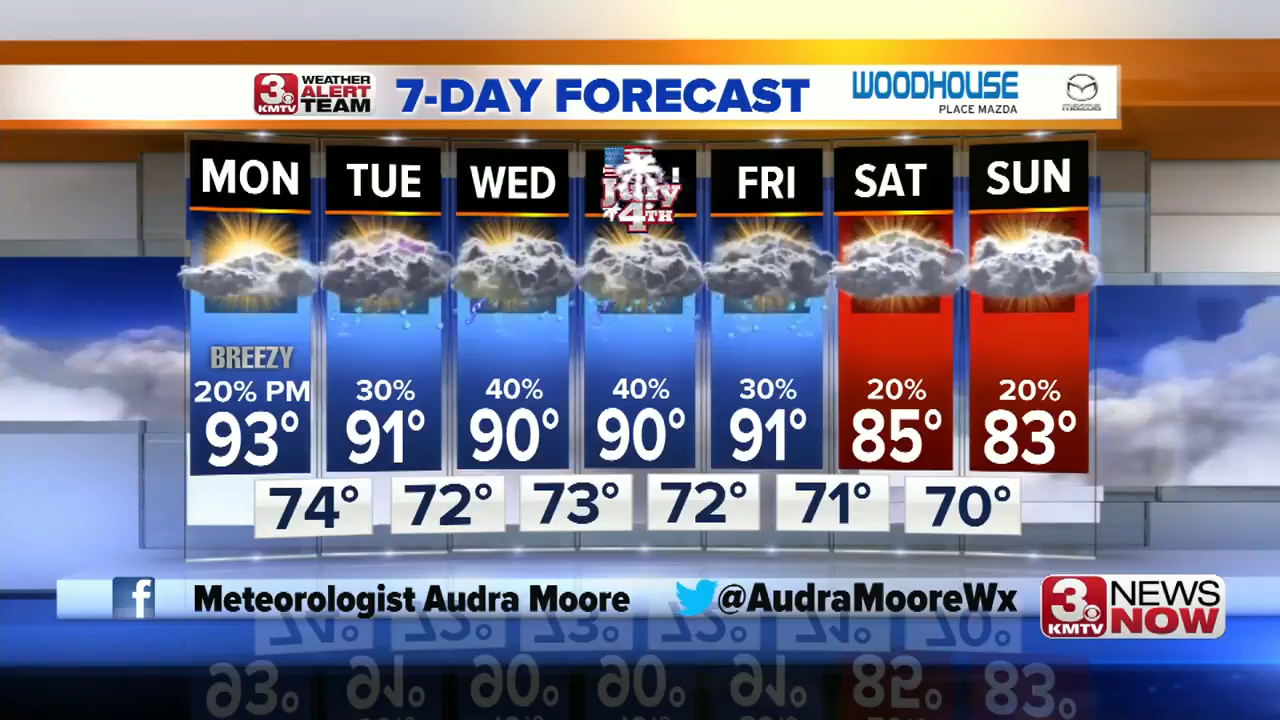 3 KMTV WEATHER ALERT TEAM
7-DAY FORECAST
WOODHOUSE
PLACE MAZDA
mazda
MON TUE WED July 4TH ! FRI SAT SUN
BREEZY
20% PM 30% 40% 40% 30% 20% 20%
93° 91° 90° 90° 91° 85° 83°
74° 72° 73° 72° 71° 70°
f Meteorologist Audra Moore @AudraMooreWx
3 KMTV NEWS NOW